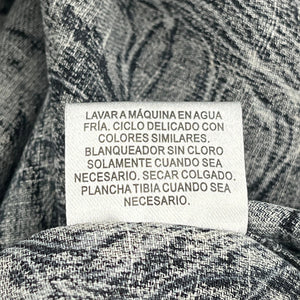 LAVAR A MÁQUINA EN AGUA
FRÍA. CICLO DELICADO CON
COLORES SIMILARES.
BLANQUEADOR SIN CLORO
SOLAMENTE CUANDO SEA
NECESARIO. SECAR COLGADO.
PLANCHA TIBIA CUANDO SEA
NECESARIO.